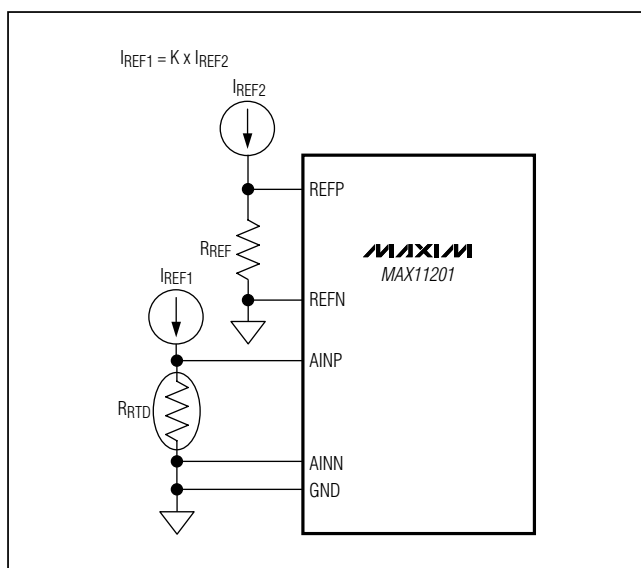 IREF1 = K x IREF2
IREF2
REFP
RREF
MAXIM
MAX11201
IREF1
REFN
AINP
RRTD
AINN
GND